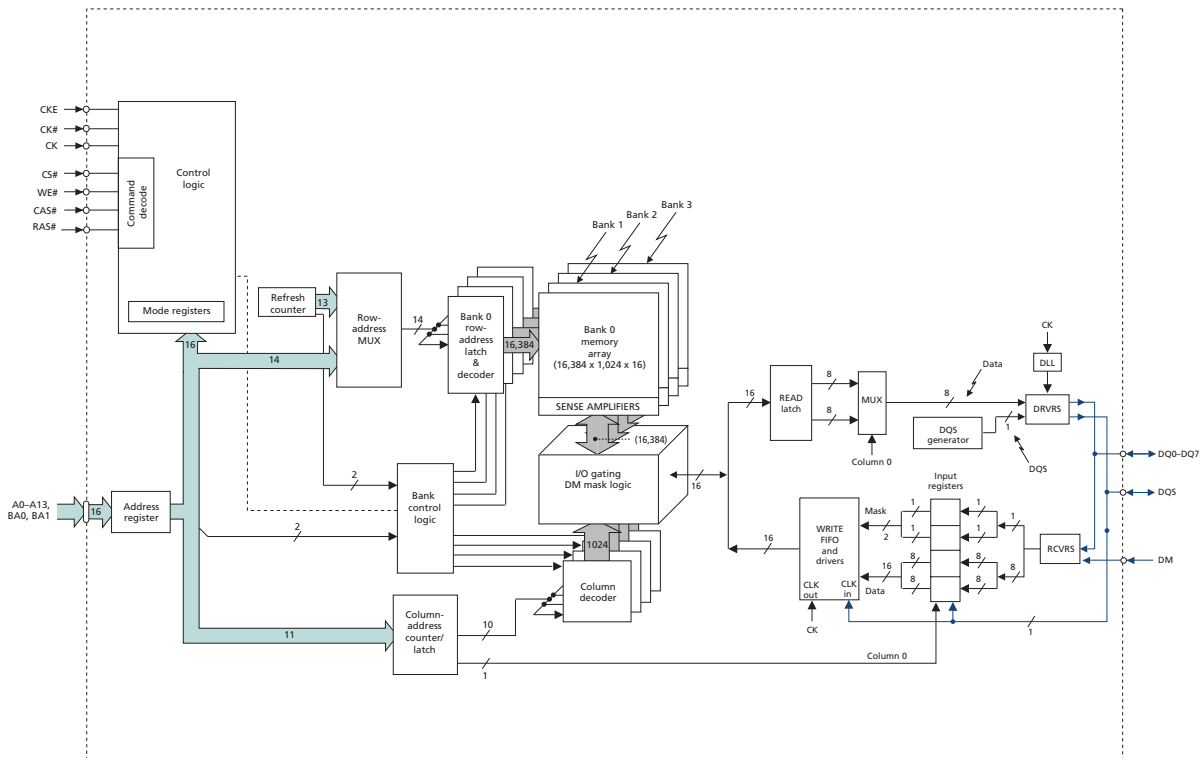 CKE
CK#
CK
CS#
WE#
CAS#
RAS#
Command
decode
Control
logic
Mode registers
Refresh
counter
13
Row-
address
MUX
14
Bank 0
row-
address
latch
&
decoder
16,384
Bank 1
Bank 2
Bank 3
Bank 0
memory
array
(16,384 x 1,024 x 16)
SENSE AMPLIFIERS
(16,384)
I/O gating
DM mask logic
16
16
14
2
Bank
control
logic
2
A0–A13,
BA0, BA1
16
Address
register
11
Column-
address
counter/
latch
10
1
1024
Column
decoder
16
READ
latch
8
8
MUX
Column 0
8
Data
DQS
generator
1
DQS
CK
DLL
DRVRS
DQ0–DQ7
DQS
DM
Input
registers
16
WRITE
FIFO
and
drivers
CLK
out
CLK
in
CK
Mask
2
16
Data
1
1
8
8
1
1
8
8
1
8
RCVRS
1
Column 0